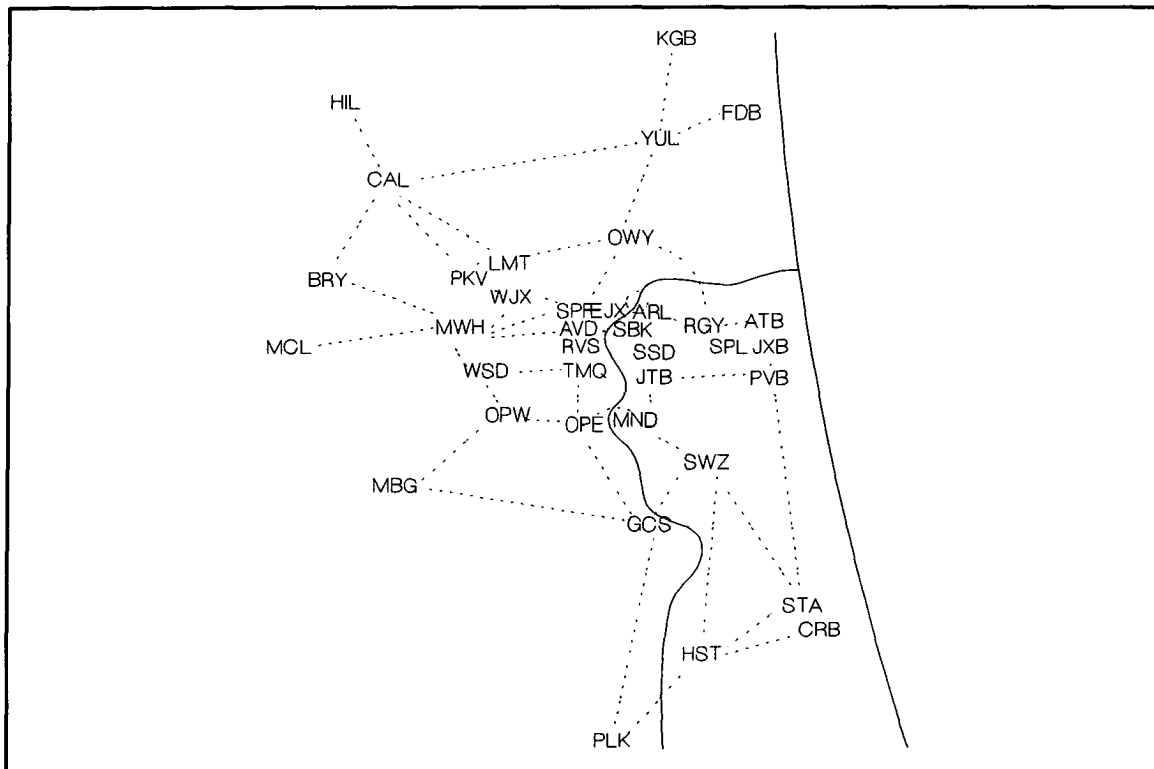 KGB
HIL
FDB
YUL
CAL
OWY
LMT
BRY
PKV
WJX
SPF
EJX
ARL
MWH
AVD
SBK
RGY
ATB
MCL
RVS
SSD
SPL
JXB
WSD
TMQ
JTB
PVB
OPW
OPE
MND
SWZ
MBG
GCS
STA
CRB
HST
PLK